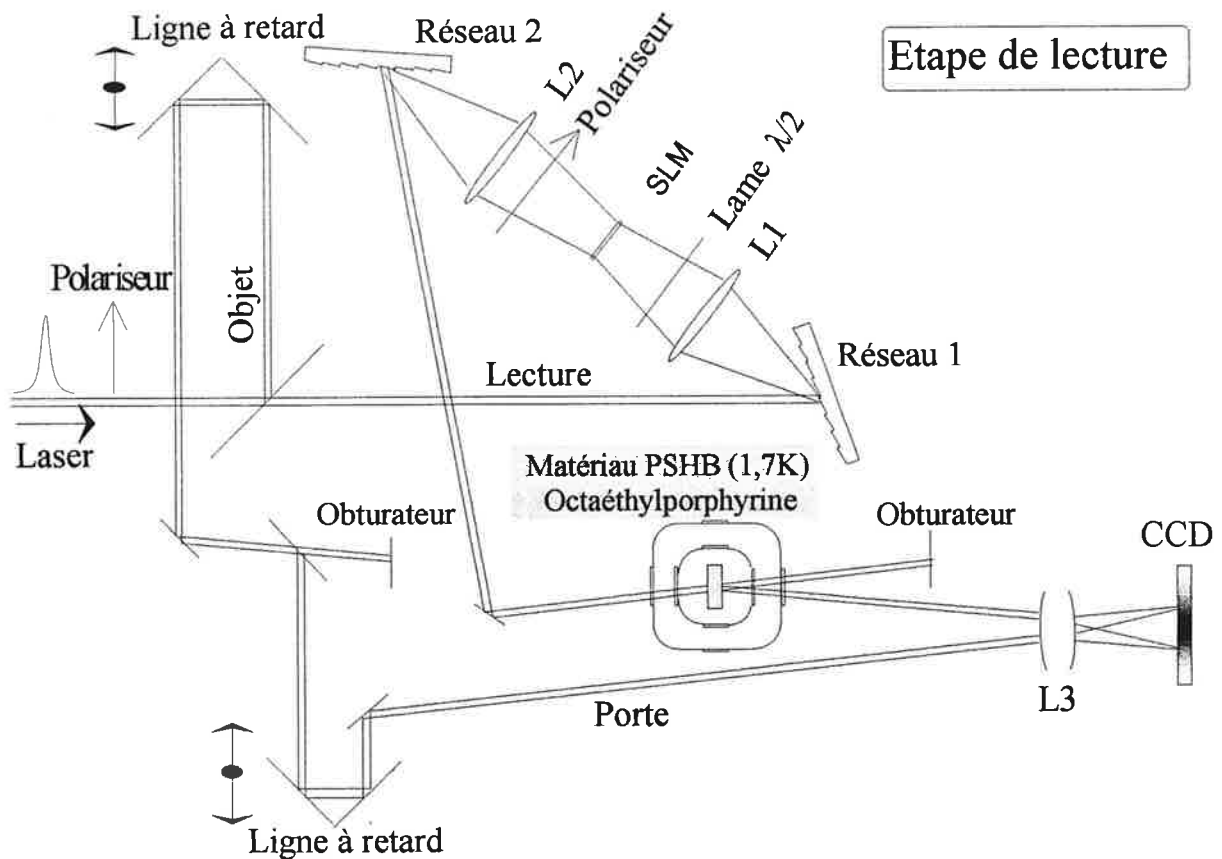 Ligne à retard
Réseau 2
Etape de lecture
L2
Polariseur
SLM
Lame λ/2
L1
Polariseur
Objet
Réseau 1
Lecture
Laser
Matériau PSHB (1,7K)
Octaéthylporphyrine
Obturateur
Obturateur
CCD
L3
Porte
Ligne à retard